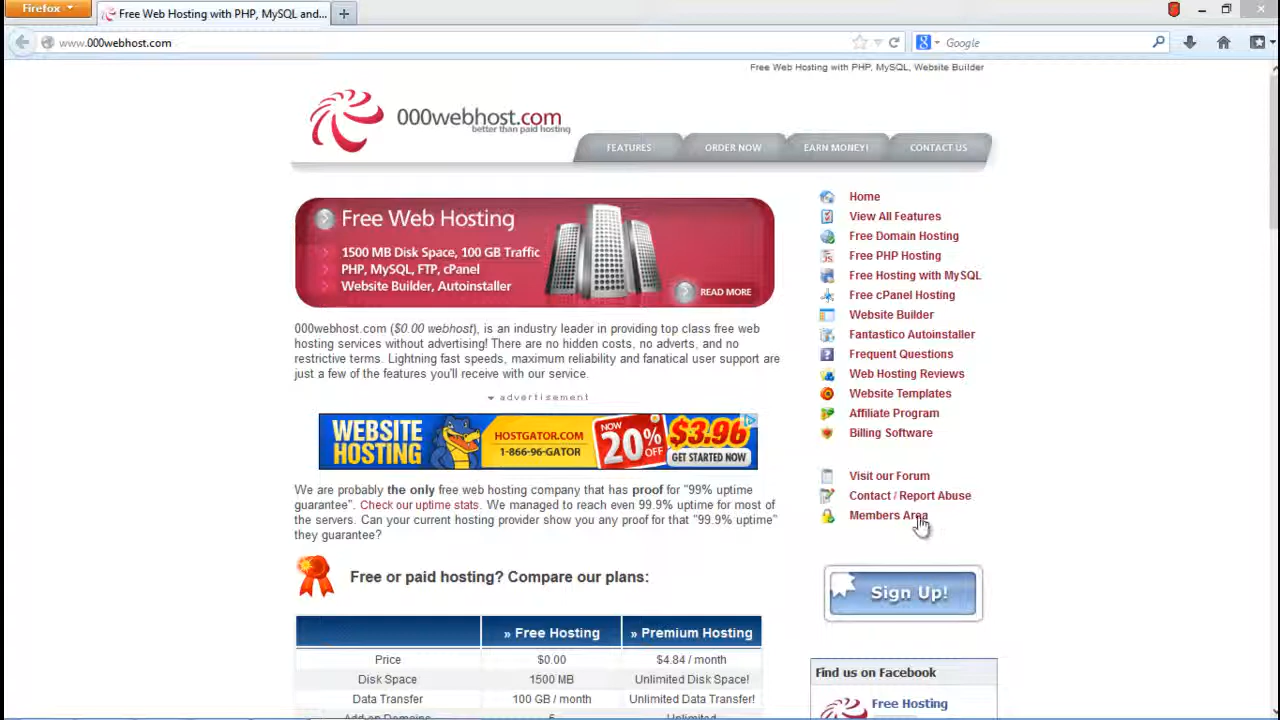 Firefox
Free Web Hosting with PHP, MySQL and...
www.000webhost.com
Google
Free Web Hosting with PHP, MySQL, Website Builder
000webhost.com
better than paid hosting
FEATURES
ORDER NOW
EARN MONEY!
CONTACT US
Free Web Hosting
1500 MB Disk Space, 100 GB Traffic
PHP, MySQL, FTP, cPanel
Website Builder, Autoinstaller
READ MORE
000webhost.com ($0.00 webhost), is an industry leader in providing top class free web
hosting services without advertising! There are no hidden costs, no adverts, and no
restrictive terms. Lightning fast speeds, maximum reliability and fanatical user support are
just a few of the features you'll receive with our service.
advertisement
WEBSITE
HOSTING
HOSTGATOR.COM
1-866-96-GATOR
NOW
20%
OFF
$3.96
GET STARTED NOW
We are probably the only free web hosting company that has proof for "99% uptime
guarantee". Check our uptime stats. We managed to reach even 99.9% uptime for most of
the servers. Can your current hosting provider show you any proof for that "99.9% uptime"
they guarantee?
Free or paid hosting? Compare our plans:
» Free Hosting » Premium Hosting
Price $0.00 $4.84 / month
Disk Space 1500 MB Unlimited Disk Space!
Data Transfer 100 GB / month Unlimited Data Transfer!
Add-on Domains 5 Unlimited
Home
View All Features
Free Domain Hosting
Free PHP Hosting
Free Hosting with MySQL
Free cPanel Hosting
Website Builder
Fantastico Autoinstaller
Frequent Questions
Web Hosting Reviews
Website Templates
Affiliate Program
Billing Software
Visit our Forum
Contact / Report Abuse
Members Area
Sign Up!
Find us on Facebook
Free Hosting